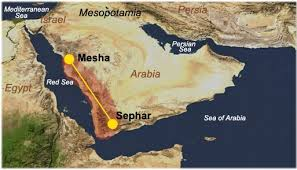 Mediterranean
Sea
Mesopotamia
Persia
Israel
Mesha
Persian
Sea
Egypt
Red Sea
Arabia
Sephar
Sea of Arabia